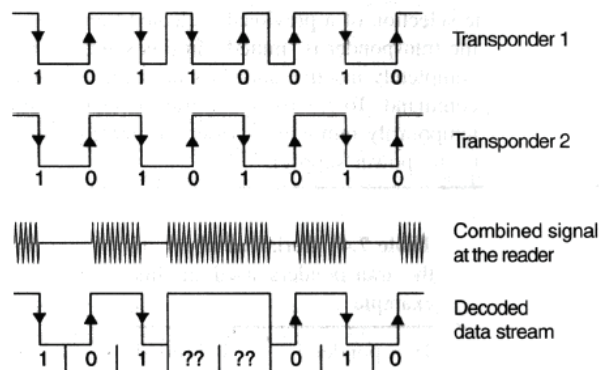 Transponder 1
1 0 1 1 0 0 1 0
Transponder 2
1 0 1 0 1 0 1 0
Combined signal
at the reader
Decoded
data stream
1 0 1 ?? ?? 0 1 0